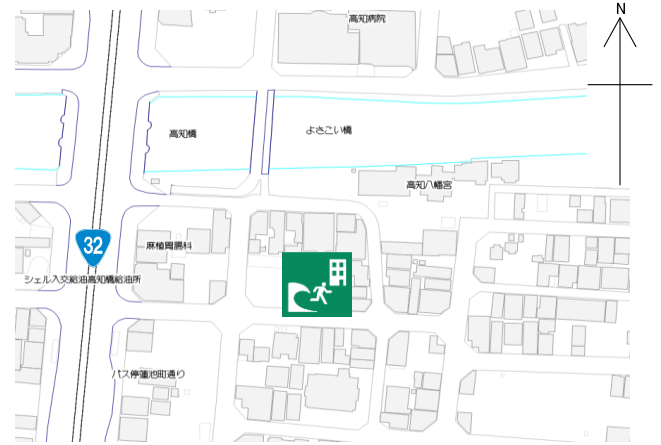 N
高知病院
高知橋
よさこい橋
高知八幡宮
32
麻植胃腸科
シェル入交給油高知橋給油所
バス停蓮池町通り